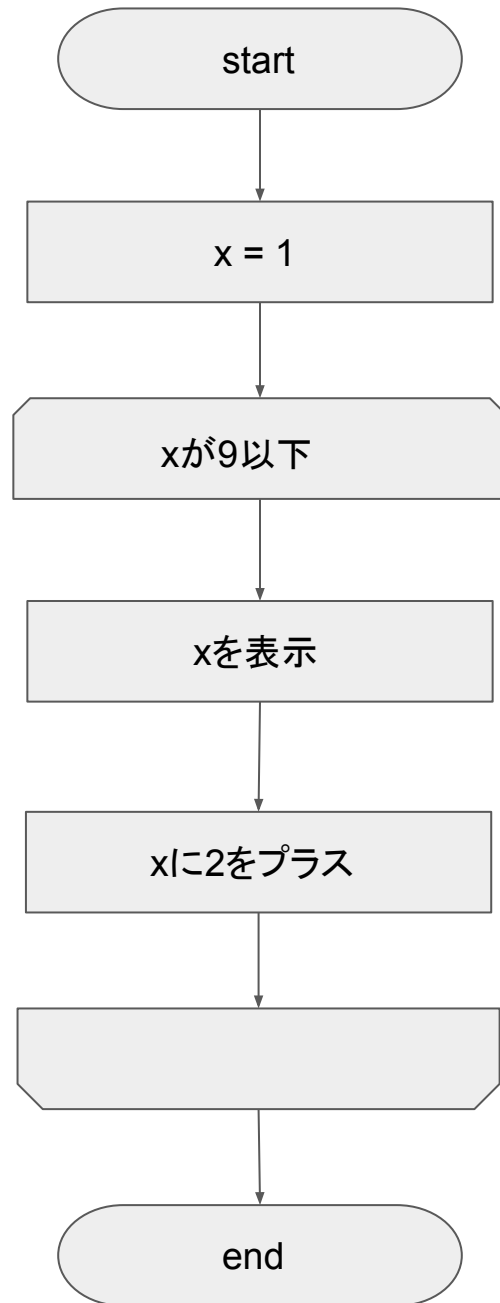 start
x = 1
xが9以下
xを表示
xに2をプラス
end